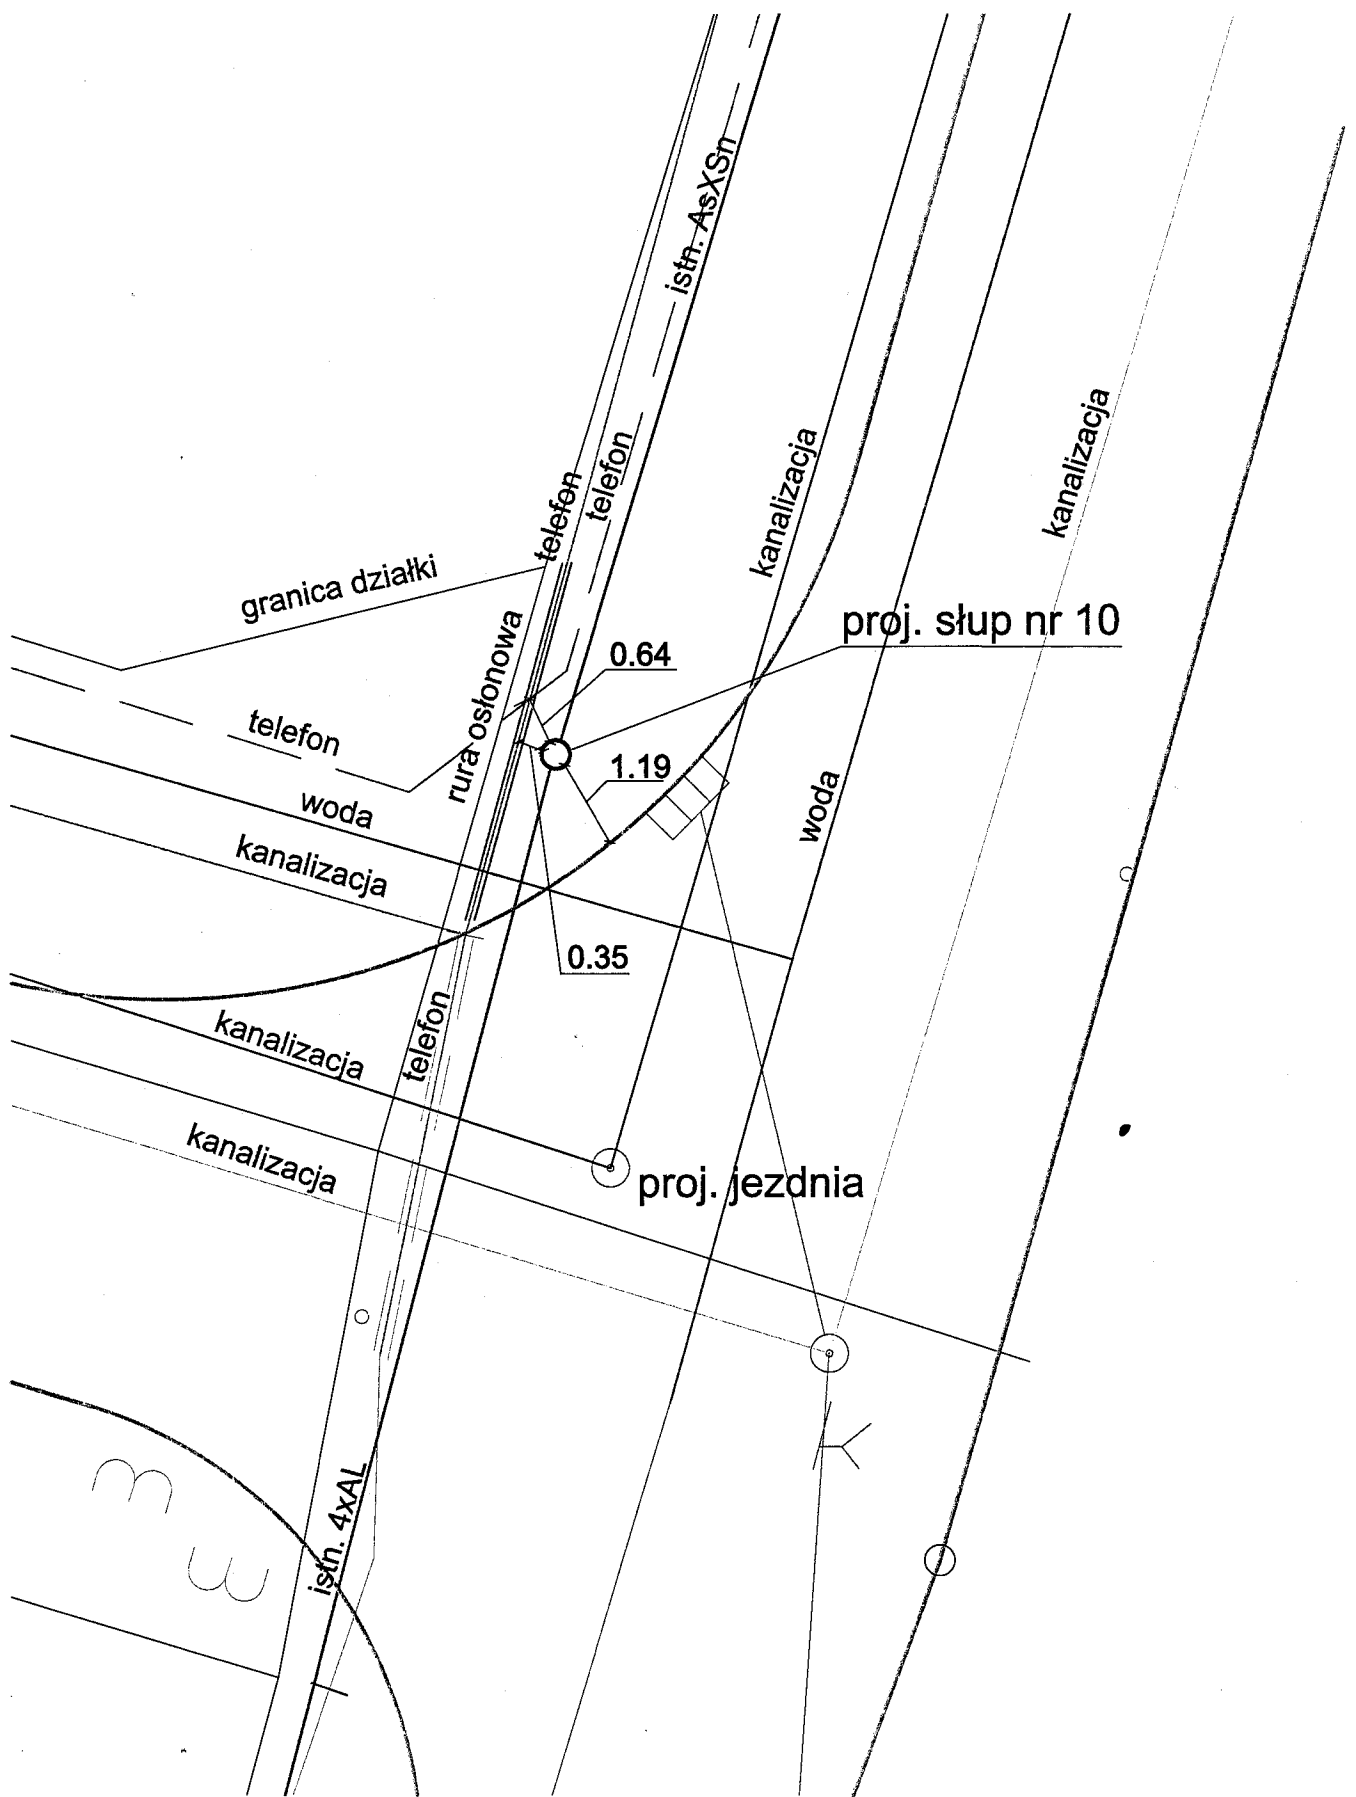 istn. AsXSn
telefon
telefon
kanalizacja
kanalizacja
granica działki
rura osłonowa
proj. słup nr 10
0.64
telefon
1.19
woda
woda
kanalizacja
0.35
telefon
kanalizacja
kanalizacja
proj. jezdnia
istn. 4xAL